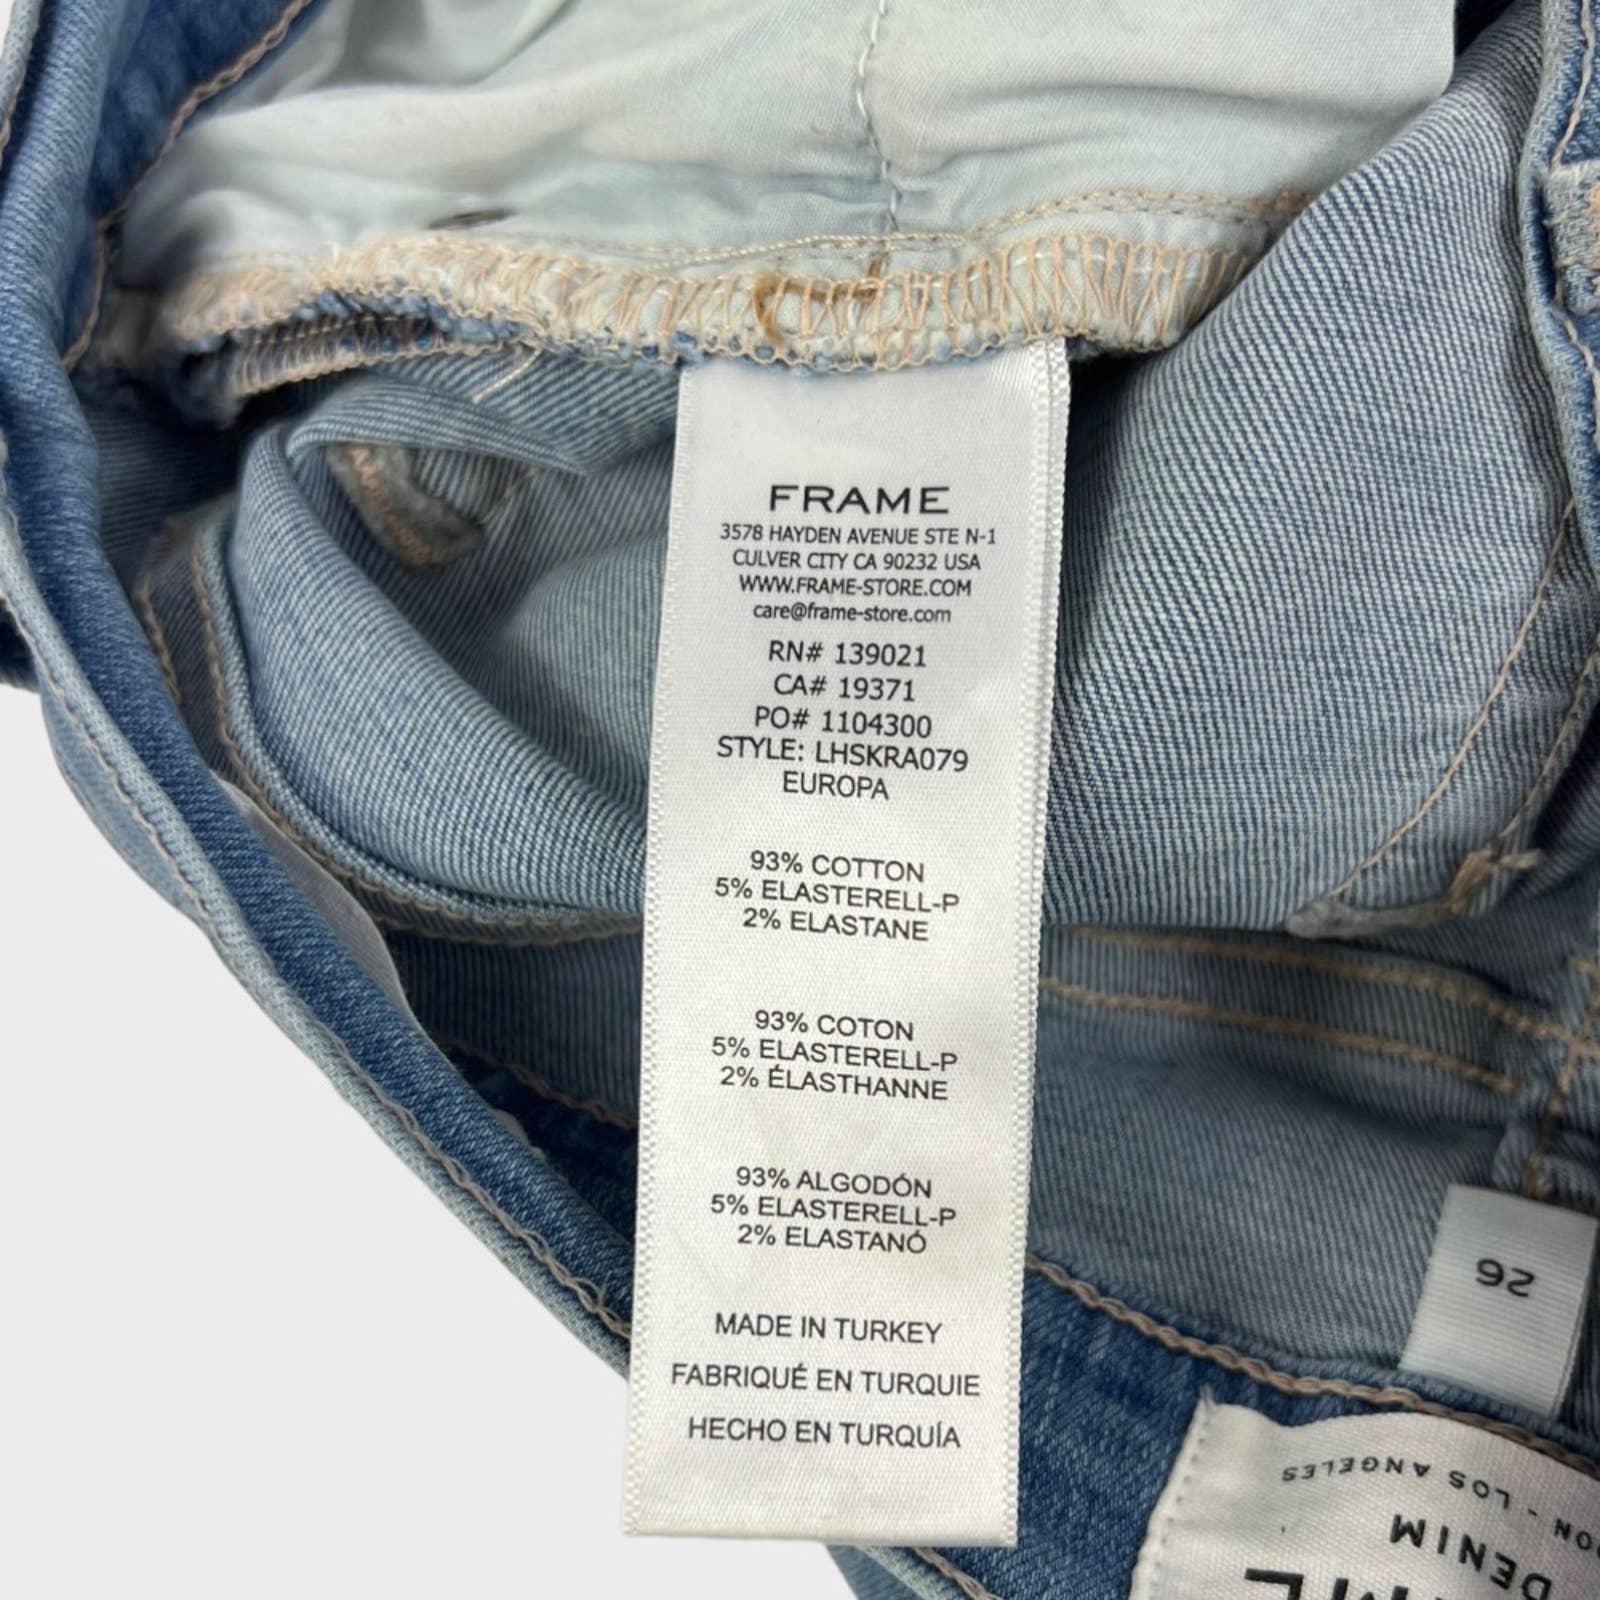 FRAME
3578 HAYDEN AVENUE STE N-1
CULVER CITY CA 90232 USA
WWW.FRAME-STORE.COM
care@frame-store.com
RN# 139021
CA# 19371
PO# 1104300
STYLE: LHSKRA079
EUROPA
93% COTTON
5% ELASTERELL-P
2% ELASTANE
93% COTON
5% ELASTERELL-P
2% ÉLASTHANNE
93% ALGODÓN
5% ELASTERELL-P
2% ELASTANÓ
MADE IN TURKEY
FABRIQUÉ EN TURQUIE
HECHO EN TURQUÍA
26
DENIM
- LOS ANGELES